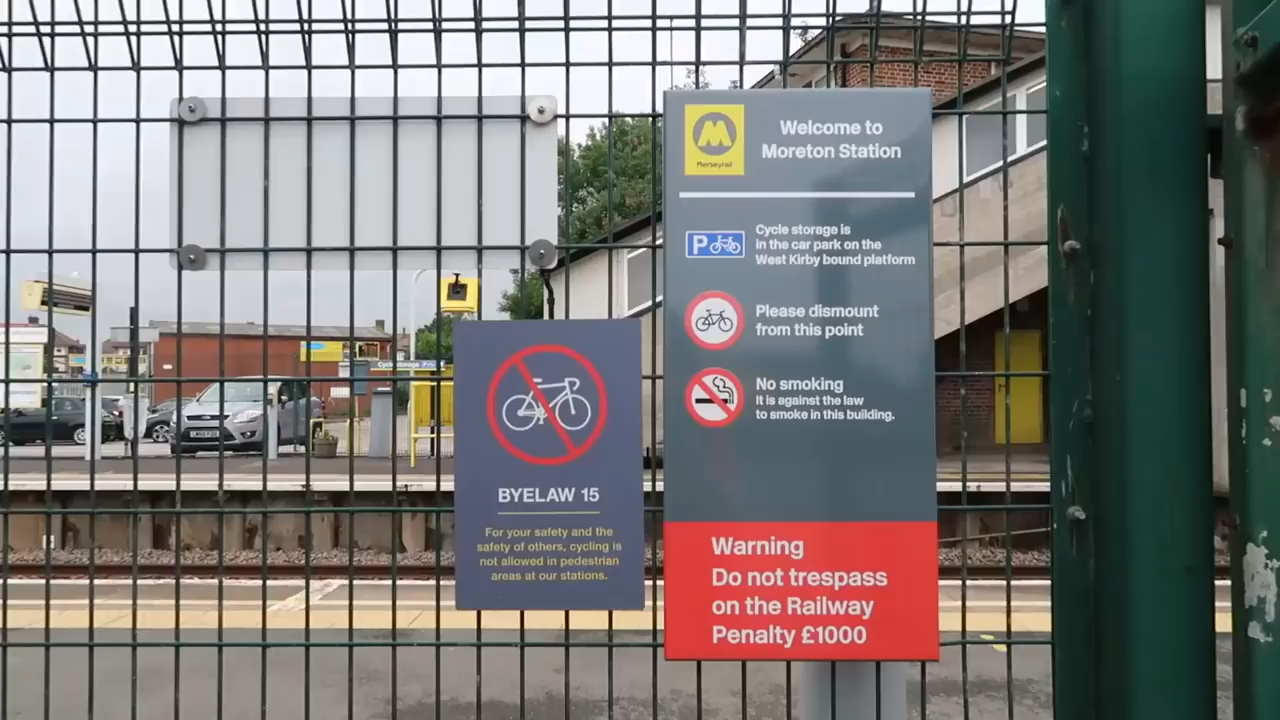 Merseyrail
Welcome to
Moreton Station
P
Cycle storage is
in the car park on the
West Kirby bound platform
Please dismount
from this point
No smoking
It is against the law
to smoke in this building.
Warning
Do not trespass
on the Railway
Penalty £1000
BYELAW 15
For your safety and the
safety of others, cycling is
not allowed in pedestrian
areas at our stations.
Cycle storage P